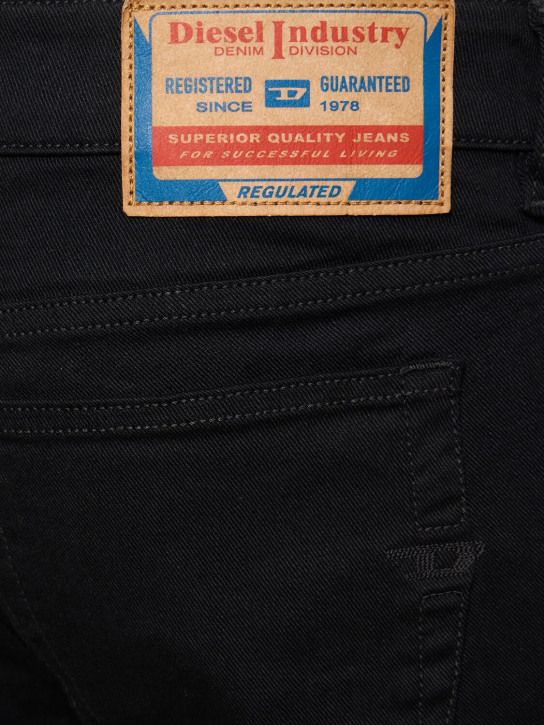 Diesel Industry
DENIM DIVISION
REGISTERED D GUARANTEED
SINCE 1978
SUPERIOR QUALITY JEANS
FOR SUCCESSFUL LIVING
REGULATED
D